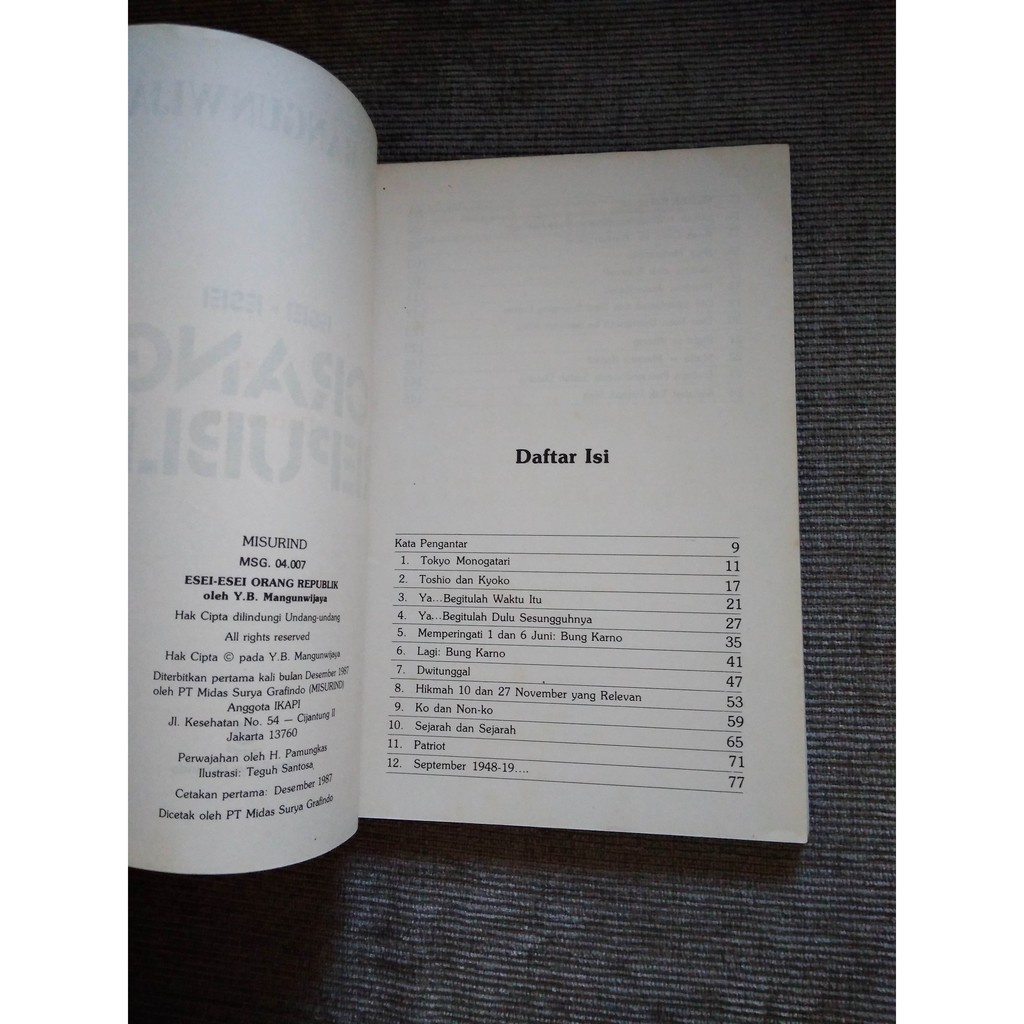 MISURIND
MSG. 04.007
ESEI-ESEI ORANG REPUBLIK
oleh Y.B. Mangunwijaya
Hak Cipta dilindungi Undang-undang
All rights reserved
Hak Cipta © pada Y.B. Mangunwijaya
Diterbitkan pertama kali bulan Desember 1987
oleh PT Midas Surya Grafindo (MISURIND)
Anggota IKAPI
Jl. Kesehatan No. 54 — Cijantung II
Jakarta 13760
Perwajahan oleh H. Pamungkas
Ilustrasi: Teguh Santosa
Cetakan pertama: Desember 1987
Dicetak oleh PT Midas Surya Grafindo
Daftar Isi
Kata Pengantar 9
1. Tokyo Monogatari 11
2. Toshio dan Kyoko 17
3. Ya...Begitulah Waktu Itu 21
4. Ya...Begitulah Dulu Sesungguhnya 27
5. Memperingati 1 dan 6 Juni: Bung Karno 35
6. Lagi: Bung Karno 41
7. Dwitunggal 47
8. Hikmah 10 dan 27 November yang Relevan 53
9. Ko dan Non-ko 59
10. Sejarah dan Sejarah 65
11. Patriot 71
12. September 1948-19.... 77